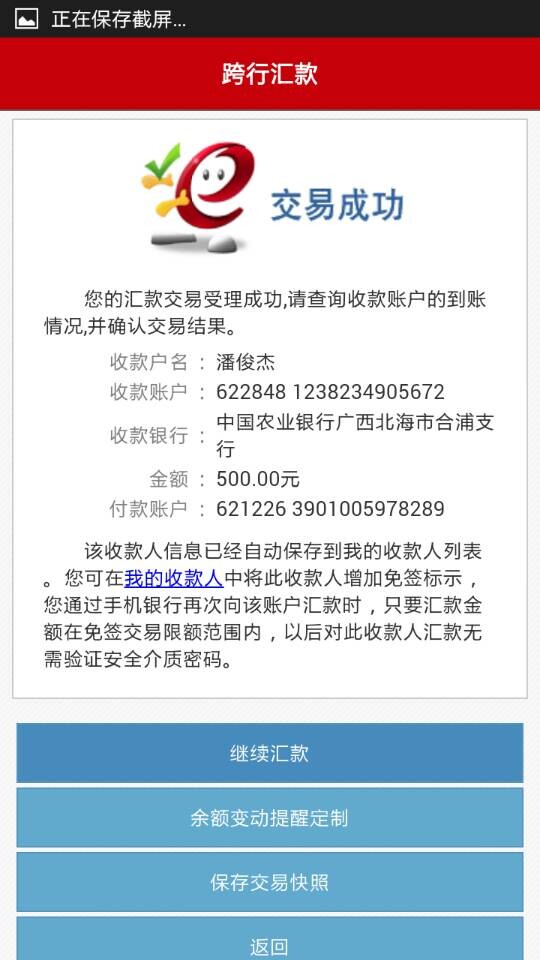 正在保存截屏...
跨行汇款
交易成功
您的汇款交易受理成功,请查询收款账户的到账
情况,并确认交易结果。
收款户名 : 潘俊杰
收款账户 : 622848 1238234905672
收款银行 : 中国农业银行广西北海市合浦支
行
金额 : 500.00元
付款账户 : 621226 3901005978289
该收款人信息已经自动保存到我的收款人列表
。您可在我的收款人中将此收款人增加免签标示，
您通过手机银行再次向该账户汇款时，只要汇款金
额在免签交易限额范围内，以后对此收款人汇款无
需验证安全介质密码。
继续汇款
余额变动提醒定制
保存交易快照
返回